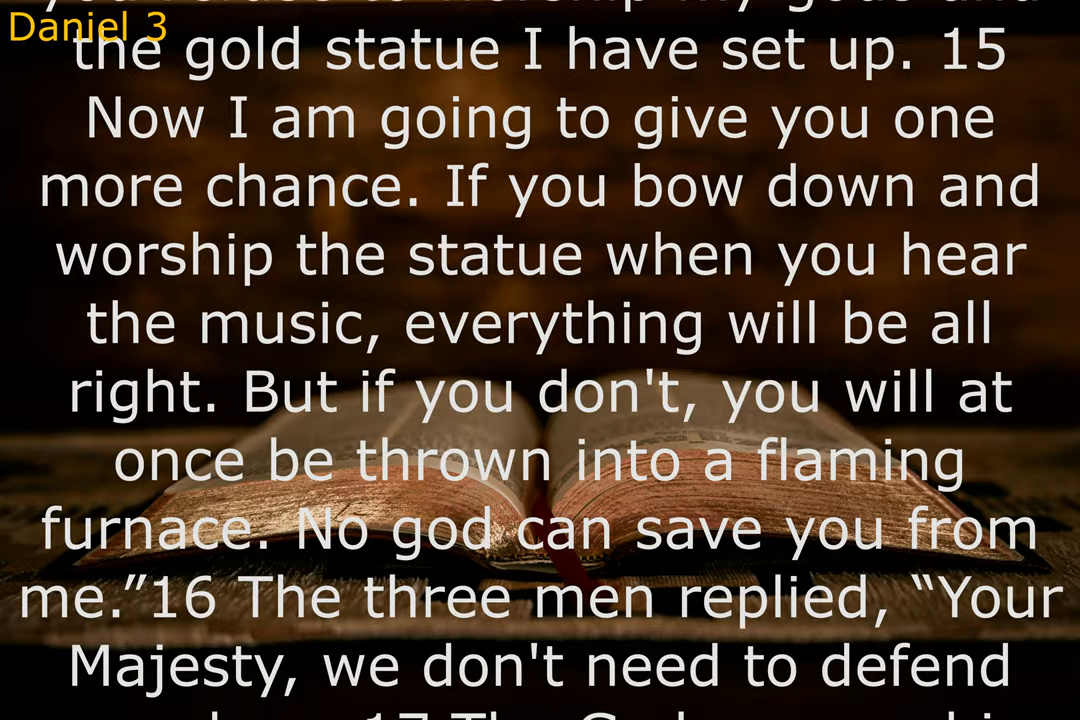 Daniel 3
the gold statue I have set up. 15
Now I am going to give you one
more chance. If you bow down and
worship the statue when you hear
the music, everything will be all
right. But if you don't, you will at
once be thrown into a flaming
furnace. No god can save you from
me.”16 The three men replied, “Your
Majesty, we don't need to defend